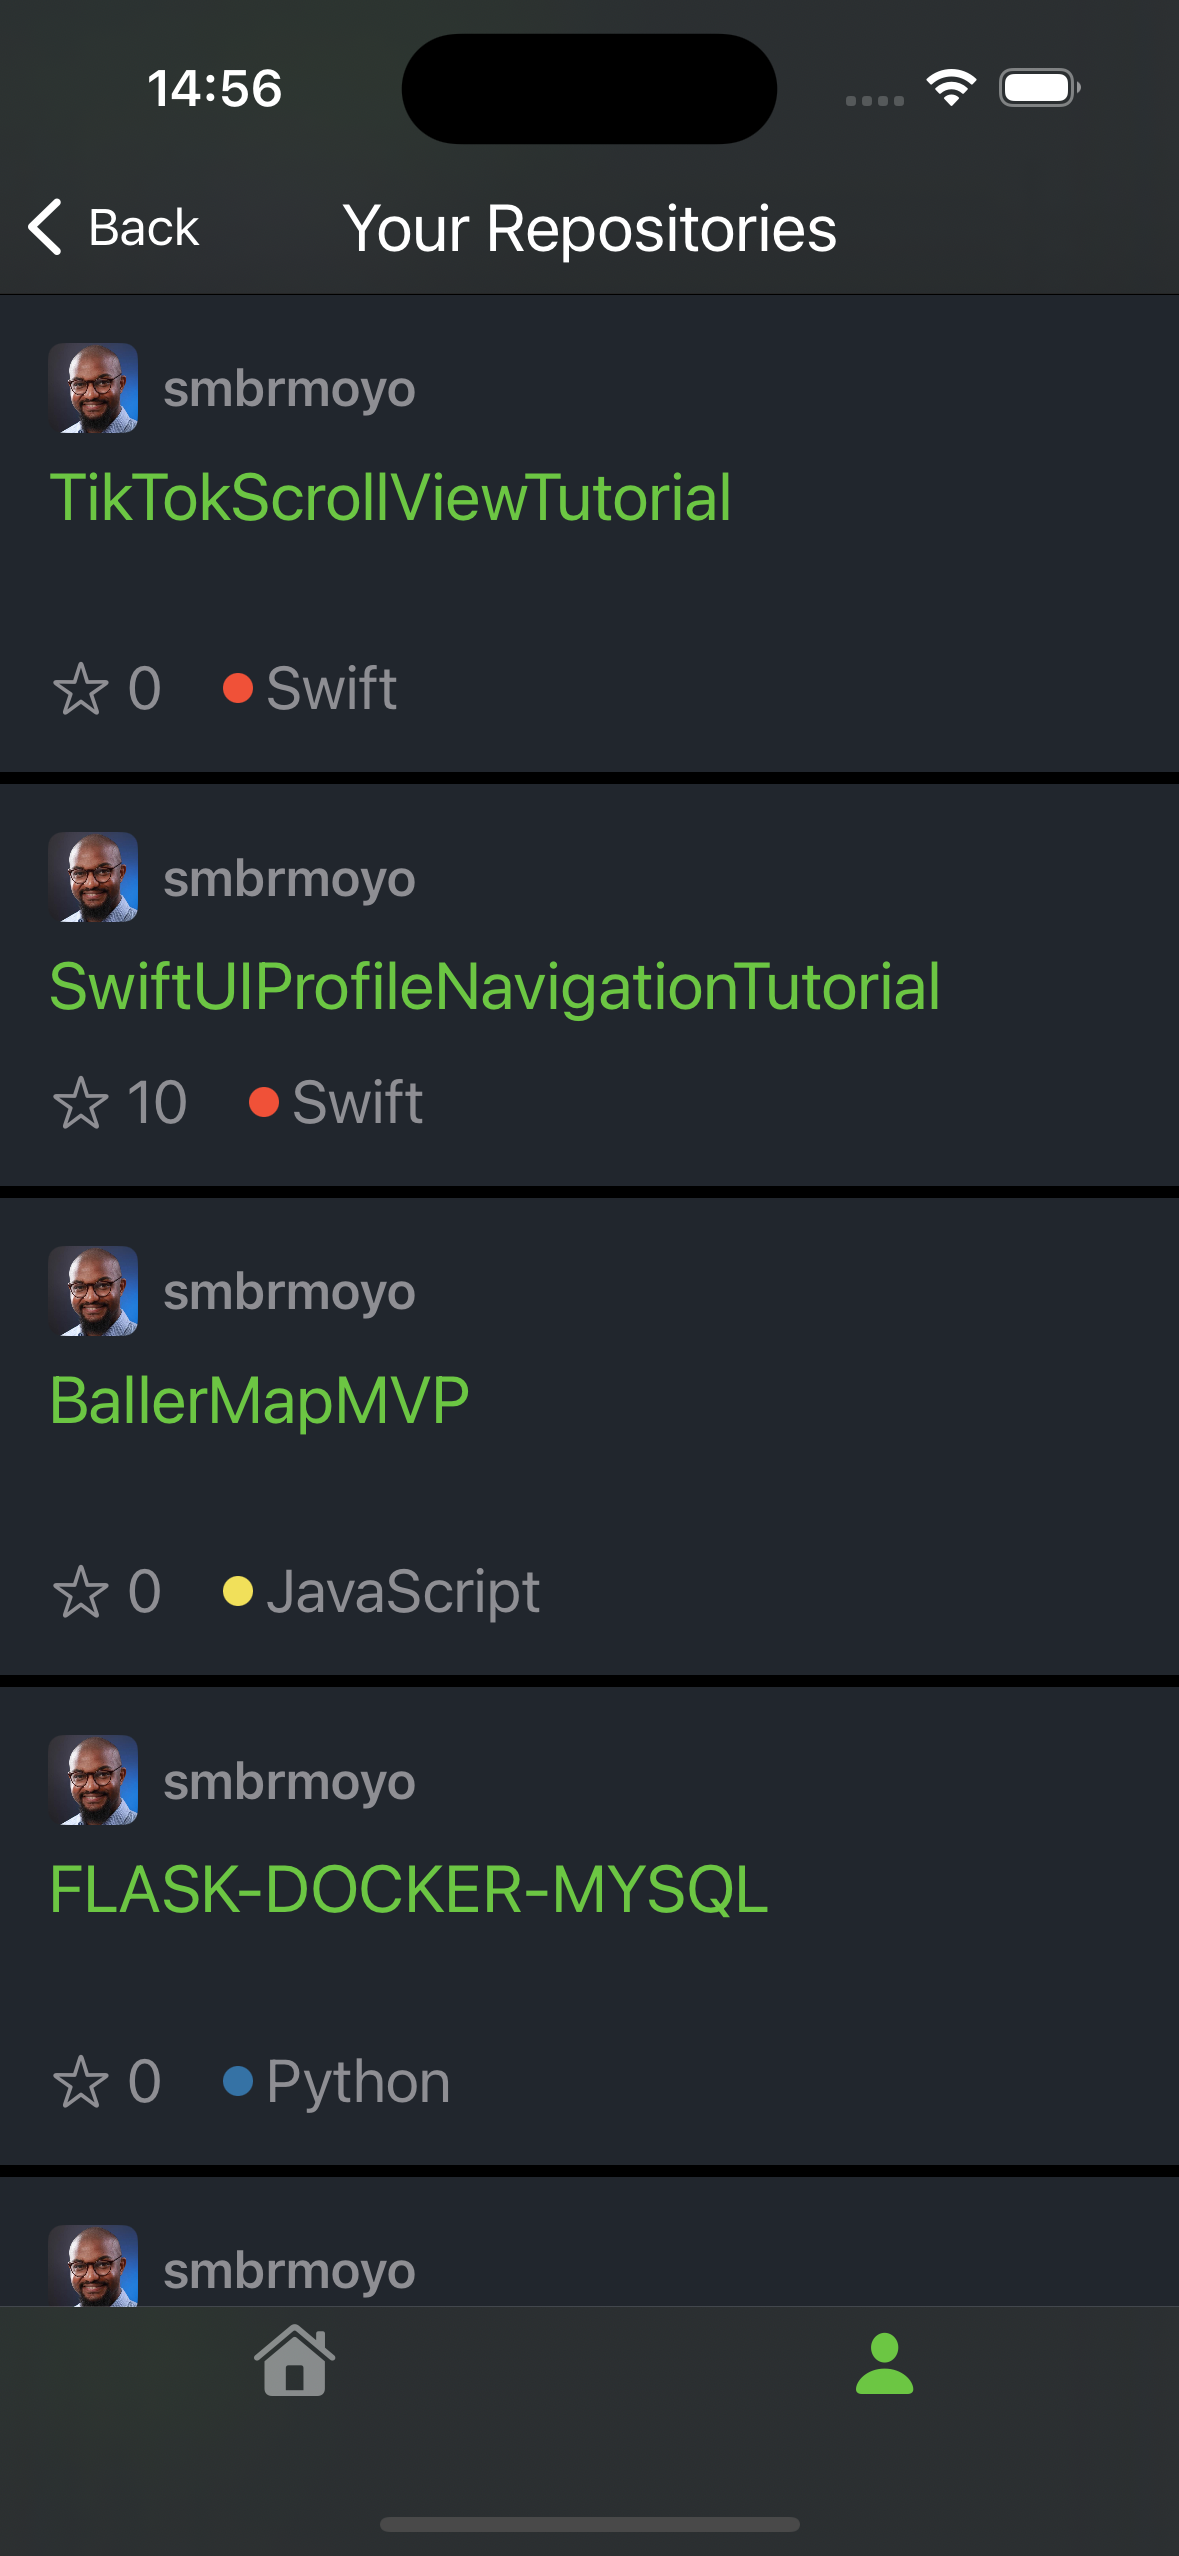 14:56
Back
Your Repositories
smbrmoyo
TikTokScrollViewTutorial
0 Swift
smbrmoyo
SwiftUIProfileNavigationTutorial
10 Swift
smbrmoyo
BallerMapMVP
0 JavaScript
smbrmoyo
FLASK-DOCKER-MYSQL
0 Python
smbrmoyo